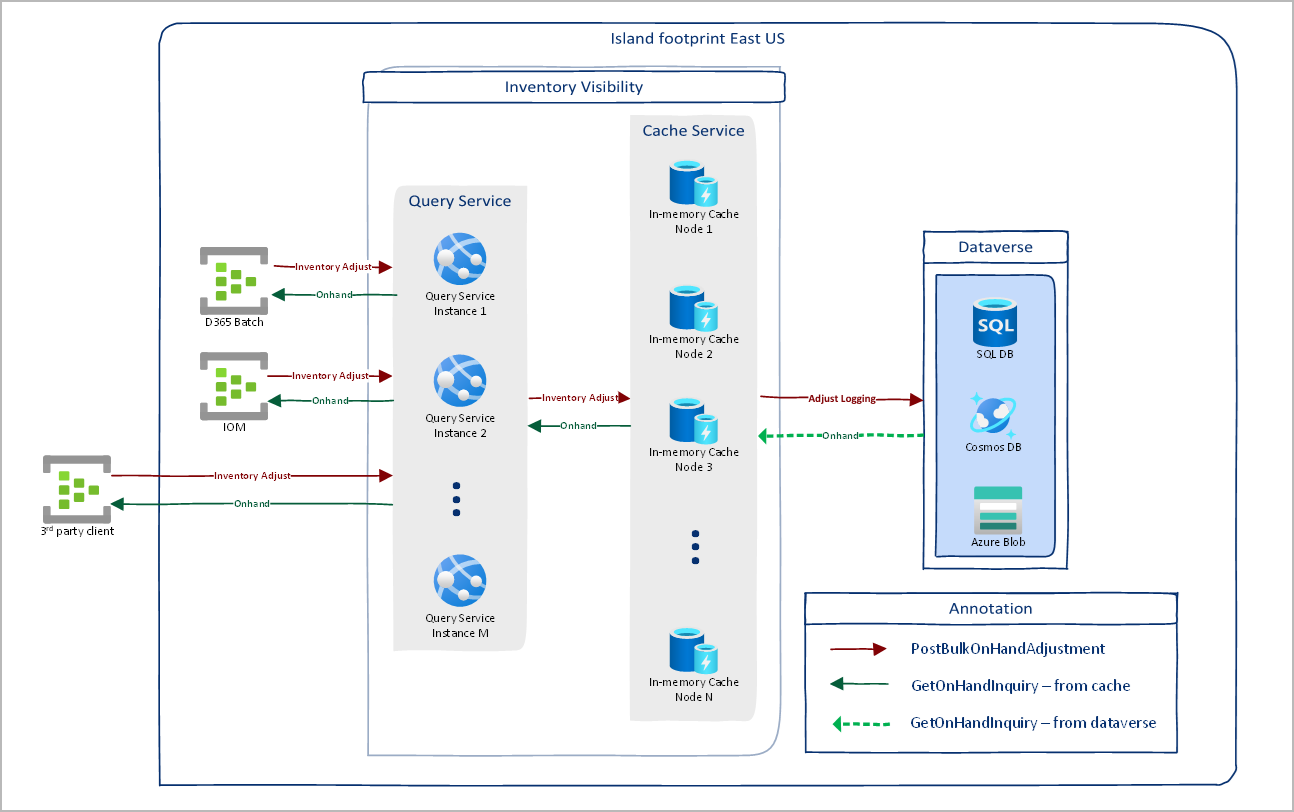 Island footprint East US
Inventory Visibility
Cache Service
In-memory Cache
Node 1
Query Service
Query Service
Instance 1
Inventory Adjust
Onhand
D365 Batch
In-memory Cache
Node 2
Inventory Adjust
Onhand
IOM
Query Service
Instance 2
Inventory Adjust
Onhand
In-memory Cache
Node 3
Adjust Logging
Onhand
Dataverse
SQL
SQL DB
Cosmos DB
Azure Blob
Inventory Adjust
Onhand
3rd party client
Query Service
Instance M
In-memory Cache
Node N
Annotation
PostBulkOnHandAdjustment
GetOnHandInquiry – from cache
GetOnHandInquiry – from dataverse